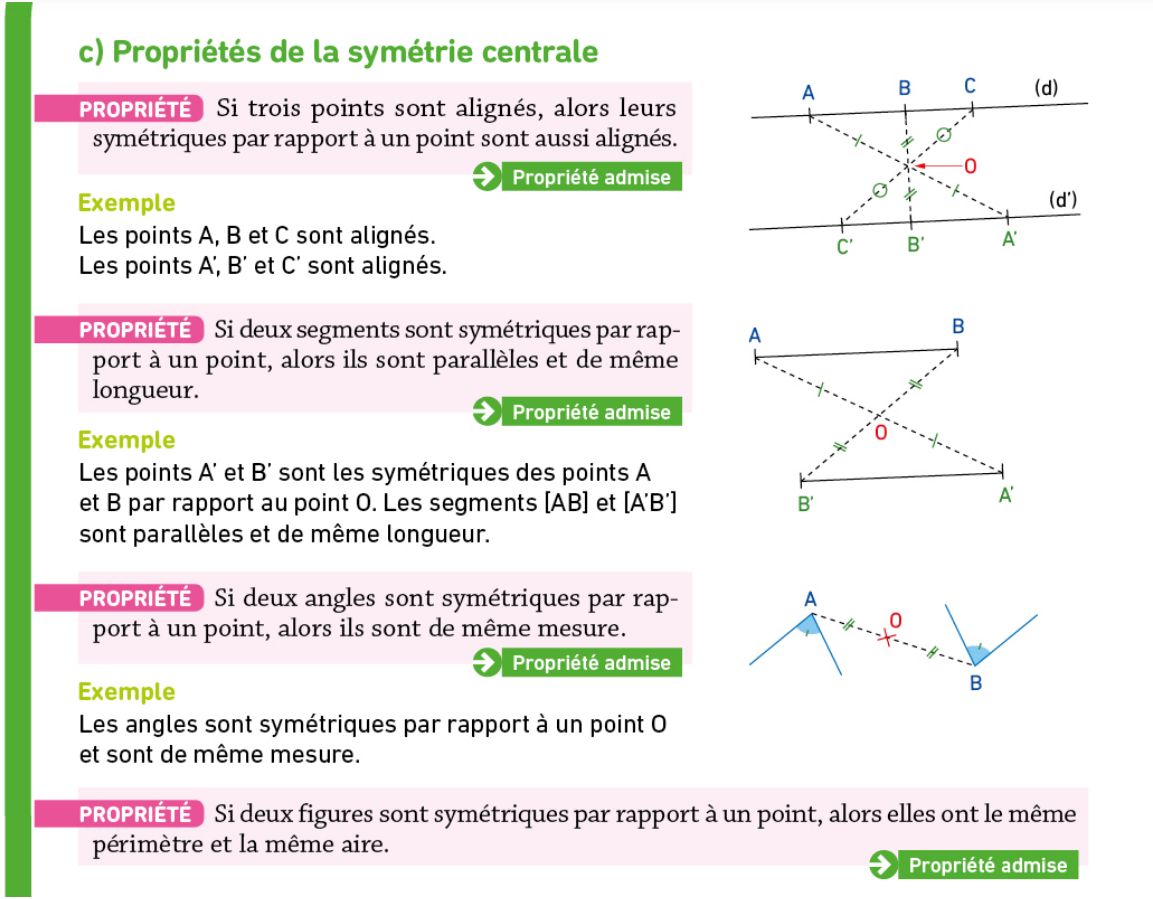 c) Propriétés de la symétrie centrale
PROPRIÉTÉ Si trois points sont alignés, alors leurs
symétriques par rapport à un point sont aussi alignés.
Propriété admise
Exemple
Les points A, B et C sont alignés.
Les points A’, B’ et C’ sont alignés.
A B C (d)
O
(d’)
C’ B’ A’
PROPRIÉTÉ Si deux segments sont symétriques par rap-
port à un point, alors ils sont parallèles et de même
longueur.
Propriété admise
Exemple
Les points A’ et B’ sont les symétriques des points A
et B par rapport au point O. Les segments [AB] et [A’B’]
sont parallèles et de même longueur.
A B
O
B’ A’
PROPRIÉTÉ Si deux angles sont symétriques par rap-
port à un point, alors ils sont de même mesure.
Propriété admise
Exemple
Les angles sont symétriques par rapport à un point O
et sont de même mesure.
A
O
B
PROPRIÉTÉ Si deux figures sont symétriques par rapport à un point, alors elles ont le même
périmètre et la même aire.
Propriété admise